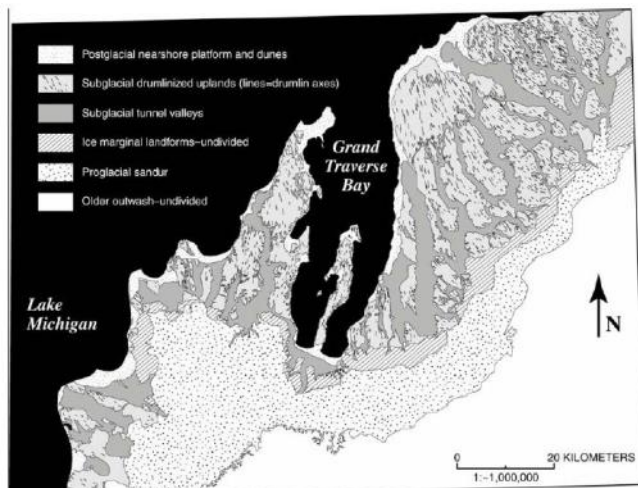 Postglacial nearshore platform and dunes
Subglacial drumlinized uplands (lines=drumlin axes)
Subglacial tunnel valleys
Ice marginal landforms-undivided
Proglacial sandur
Older outwash-undivided
Grand
Traverse
Bay
Lake
Michigan
N
0 20 KILOMETERS
1:~1,000,000